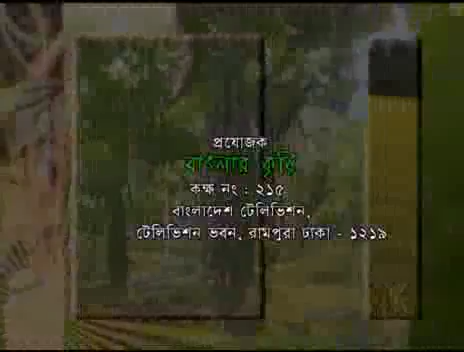 প্রযোজক
বাংলার কৃষি
কক্ষ নং : ২১৫
বাংলাদেশ টেলিভিশন,
টেলিভিশন ভবন, রামপুরা ঢাকা - ১২১৯